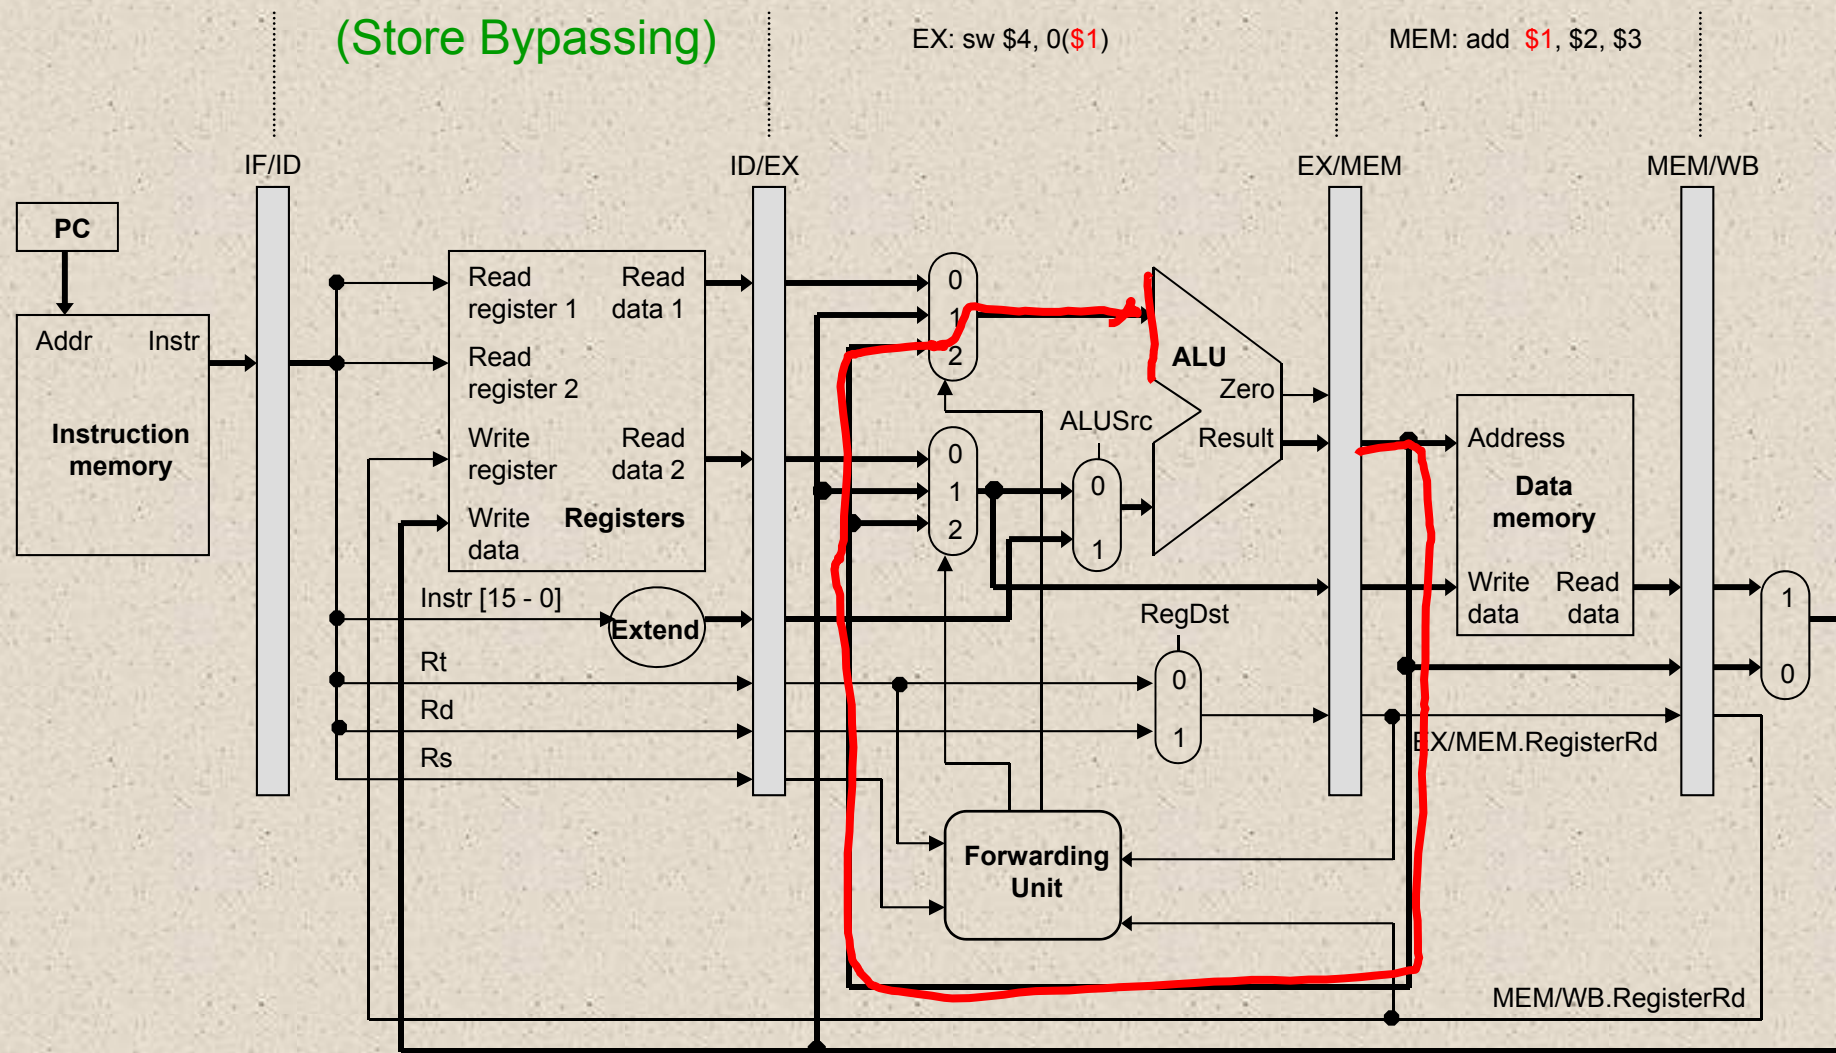 (Store Bypassing)
EX: sw $4, 0($1)
MEM: add $1, $2, $3
IF/ID
ID/EX
EX/MEM
MEM/WB
PC
Addr Instr
Instruction
memory
Read
register 1
Read
data 1
Read
register 2
Write
register
Read
data 2
Write
data
Registers
Instr [15 - 0]
Extend
Rt
Rd
Rs
0
1
2
0
1
2
ALUSrc
0
1
ALU
Zero
Result
RegDst
0
1
Forwarding
Unit
Address
Data
memory
Write
data
Read
data
1
0
EX/MEM.RegisterRd
MEM/WB.RegisterRd